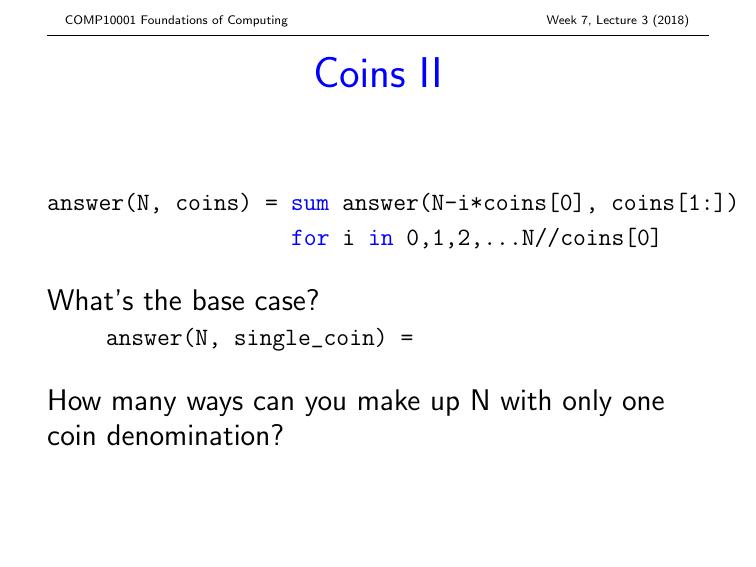 COMP10001 Foundations of Computing Week 7, Lecture 3 (2018)
Coins II
answer(N, coins) = sum answer(N-i*coins[0], coins[1:])
for i in 0,1,2,...N//coins[0]
What's the base case?
answer(N, single_coin) =
How many ways can you make up N with only one
coin denomination?